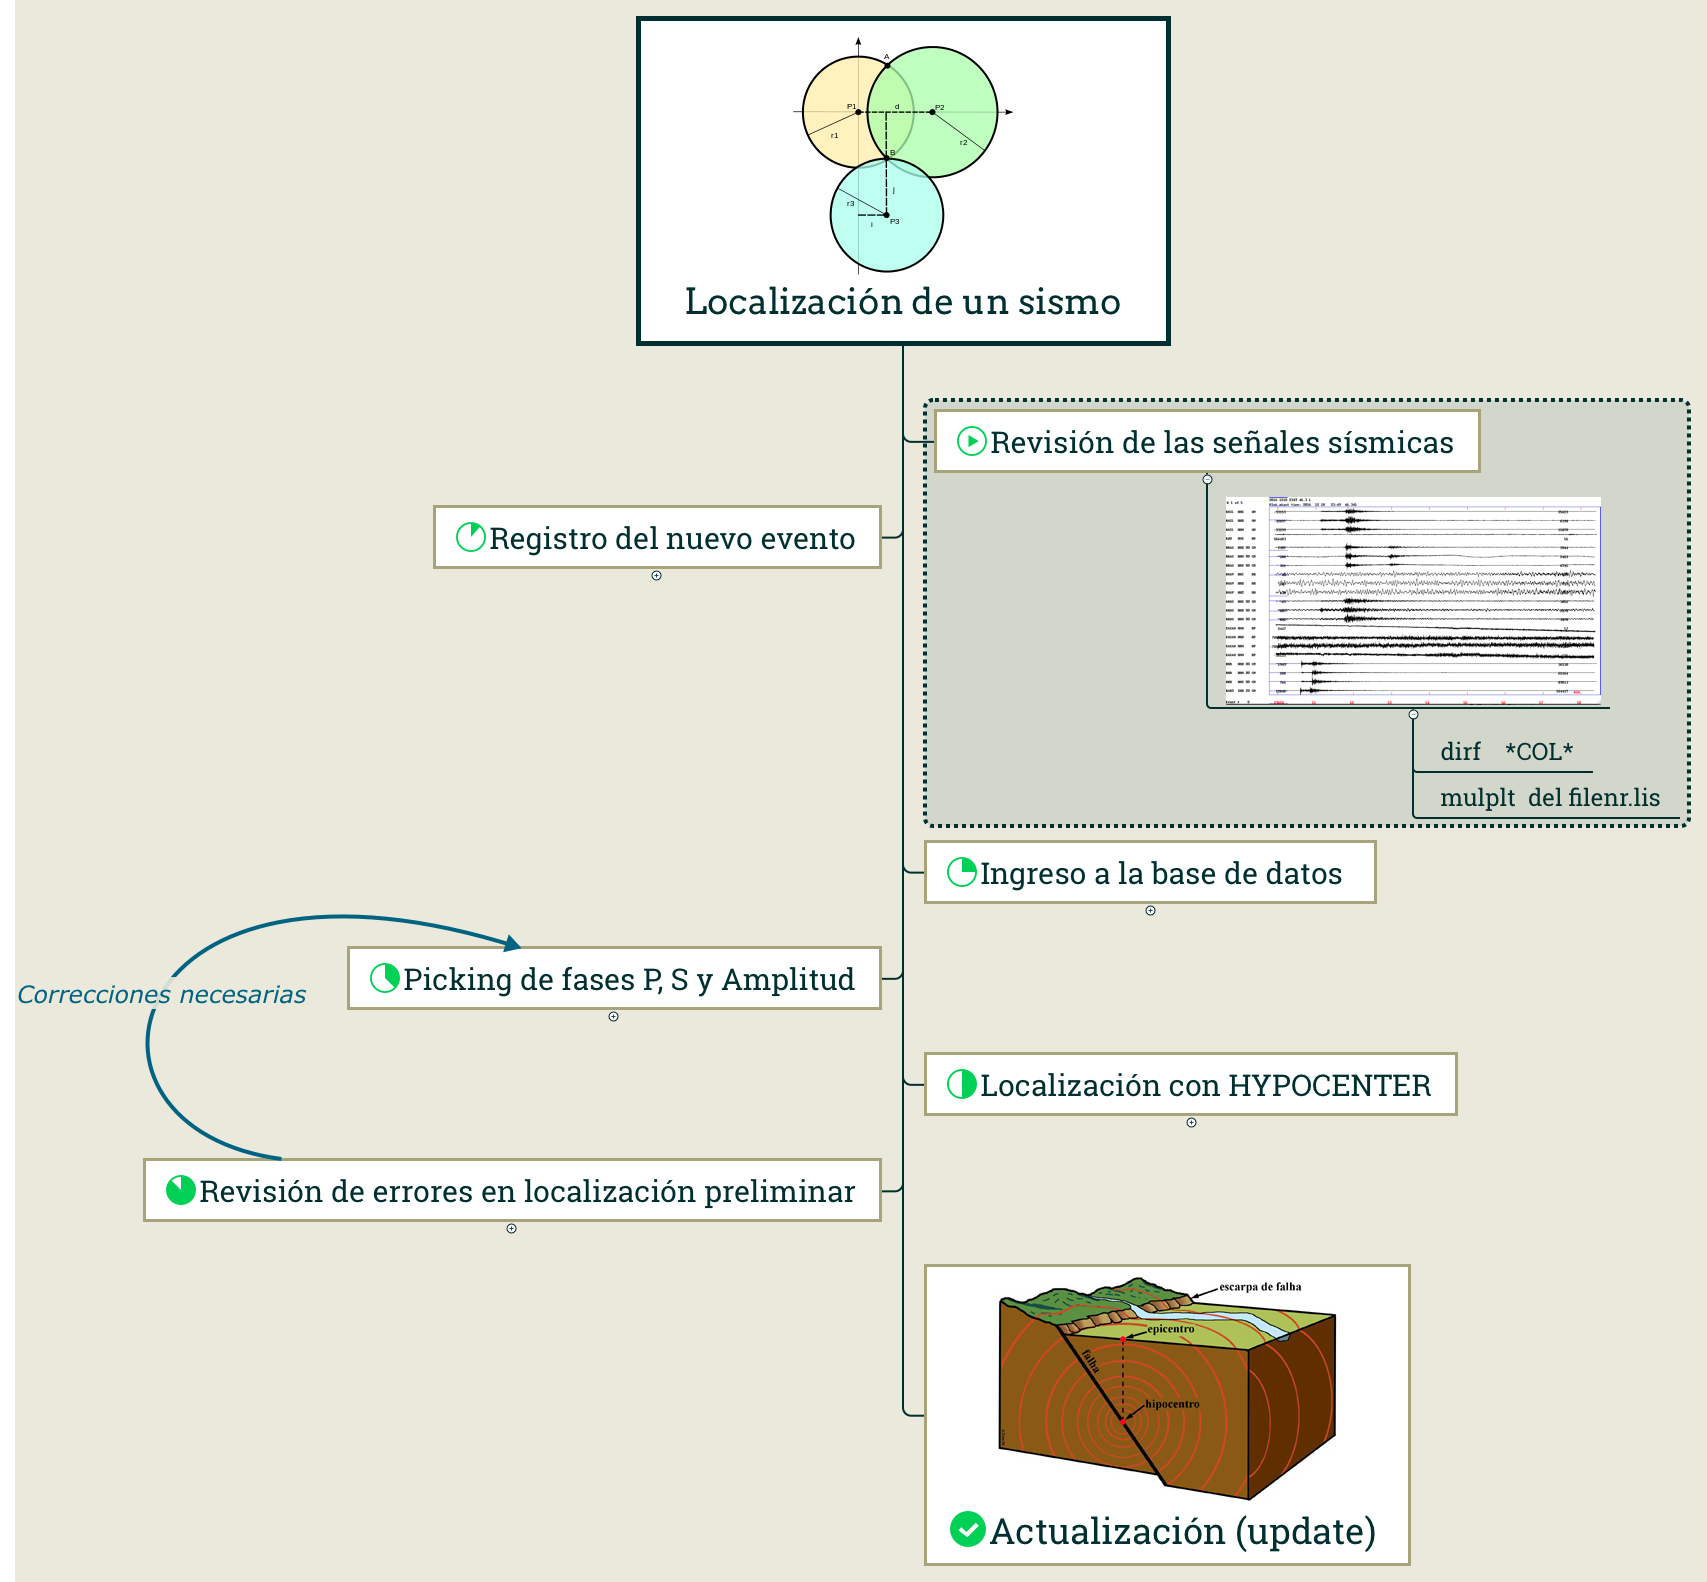 A
P1
d
P2
r1
r2
B
j
r3
P3
i
Localización de un sismo
Revisión de las señales sísmicas
Registro del nuevo evento
dirf *COL*
mulplt del filenr.lis
Ingreso a la base de datos
Correcciones necesarias
Picking de fases P, S y Amplitud
Localización con HYPOCENTER
Revisión de errores en localización preliminar
escarpa de falha
epicentro
falha
hipocentro
Actualización (update)